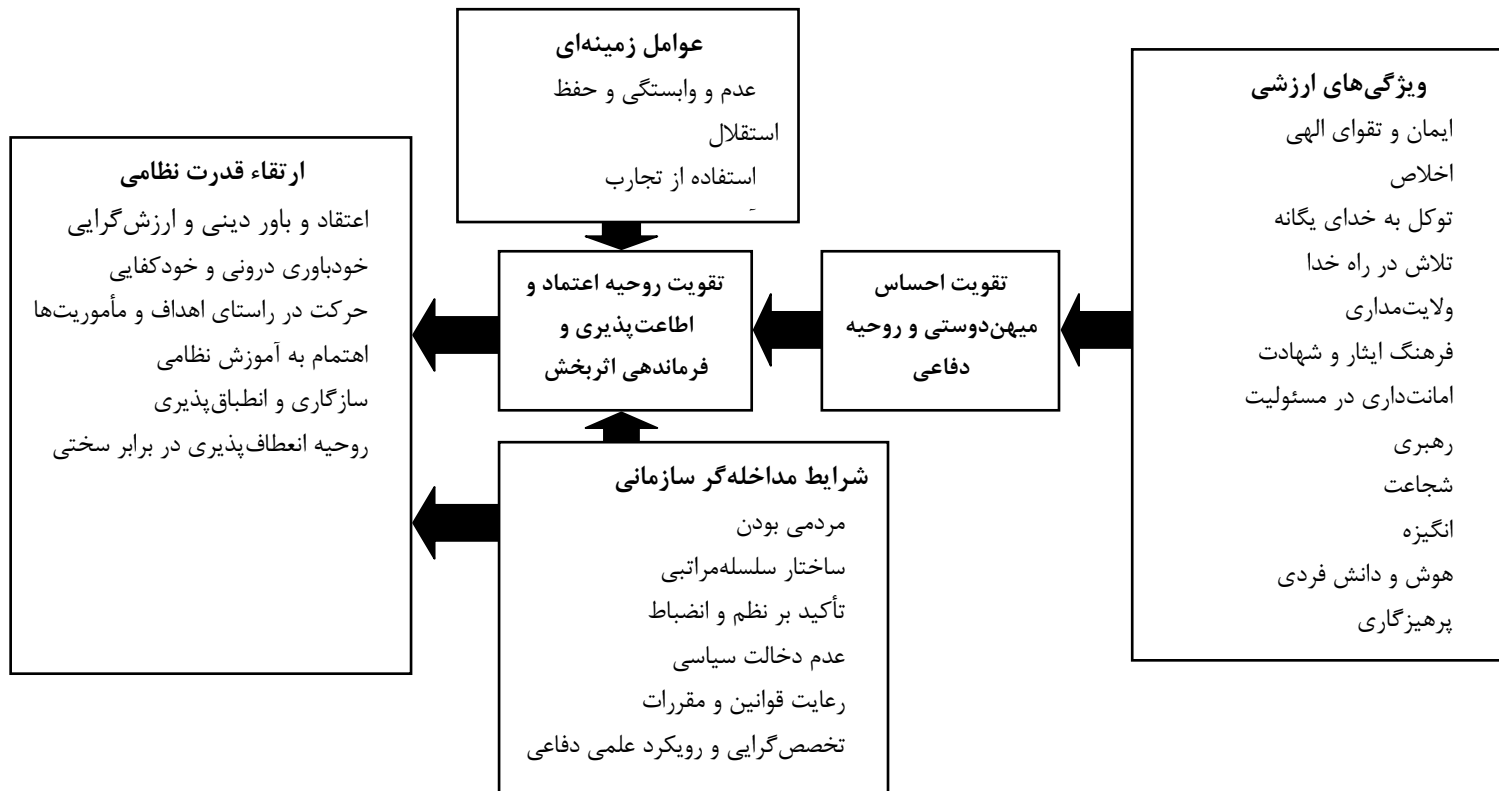 عوامل زمینه‌ای
عدم و وابستگی و حفظ
استقلال
استفاده از تجارب
ویژگی‌های ارزشی
ایمان و تقوای الهی
اخلاص
توکل به خدای یگانه
تلاش در راه خدا
ولایت‌مداری
فرهنگ ایثار و شهادت
امانت‌داری در مسئولیت
رهبری
شجاعت
انگیزه
هوش و دانش فردی
پرهیزگاری
تقویت احساس
میهن‌دوستی و روحیه
دفاعی
تقویت روحیه اعتماد و
اطاعت‌پذیری و
فرماندهی اثربخش
ارتقاء قدرت نظامی
اعتقاد و باور دینی و ارزش‌گرایی
خودباوری درونی و خودکفایی
حرکت در راستای اهداف و مأموریت‌ها
اهتمام به آموزش نظامی
سازگاری و انطباق‌پذیری
روحیه انعطاف‌پذیری در برابر سختی
شرایط مداخله‌گر سازمانی
مردمی بودن
ساختار سلسله‌مراتبی
تأکید بر نظم و انضباط
عدم دخالت سیاسی
رعایت قوانین و مقررات
تخصص‌گرایی و رویکرد علمی دفاعی